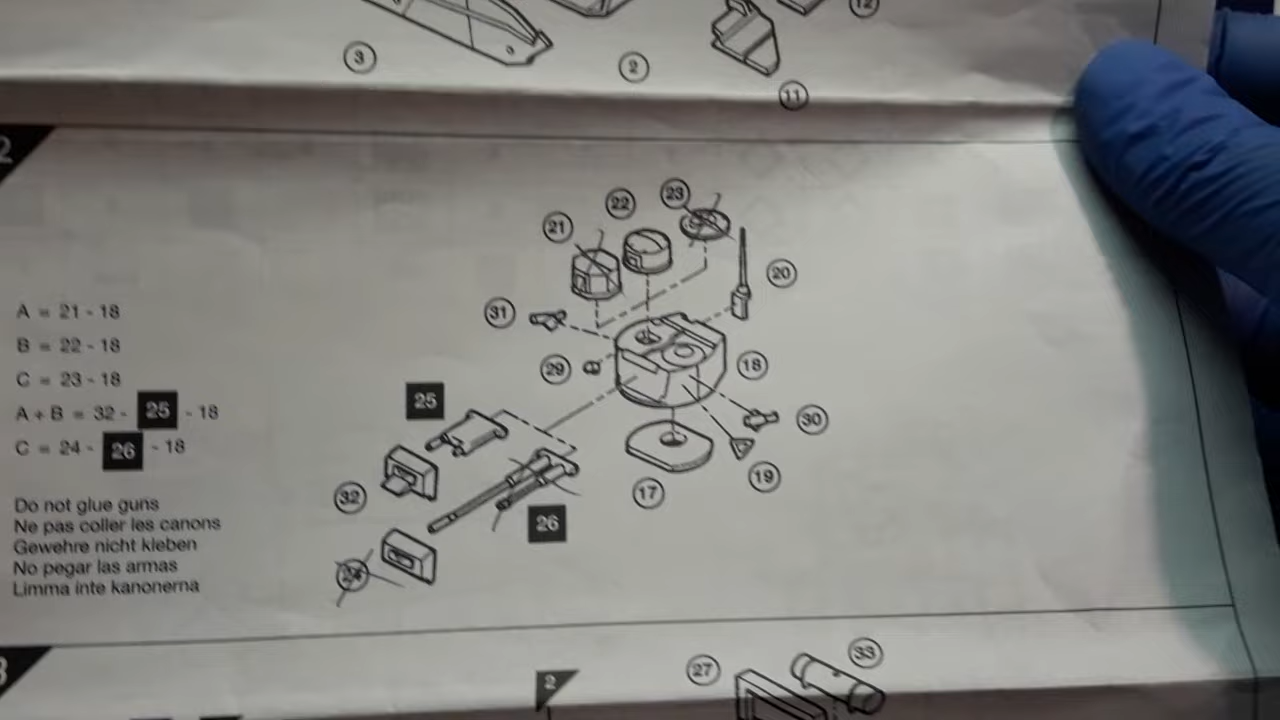 3
2
11
12
2
21
22
23
20
31
29
18
30
19
17
25
32
26
24
A = 21 - 18
B = 22 - 18
C = 23 - 18
A + B = 32 - 25 - 18
C = 24 - 26 - 18
Do not glue guns
Ne pas coller les canons
Gewehre nicht kleben
No pegar las armas
Limma inte kanonerna
3
2
27
33